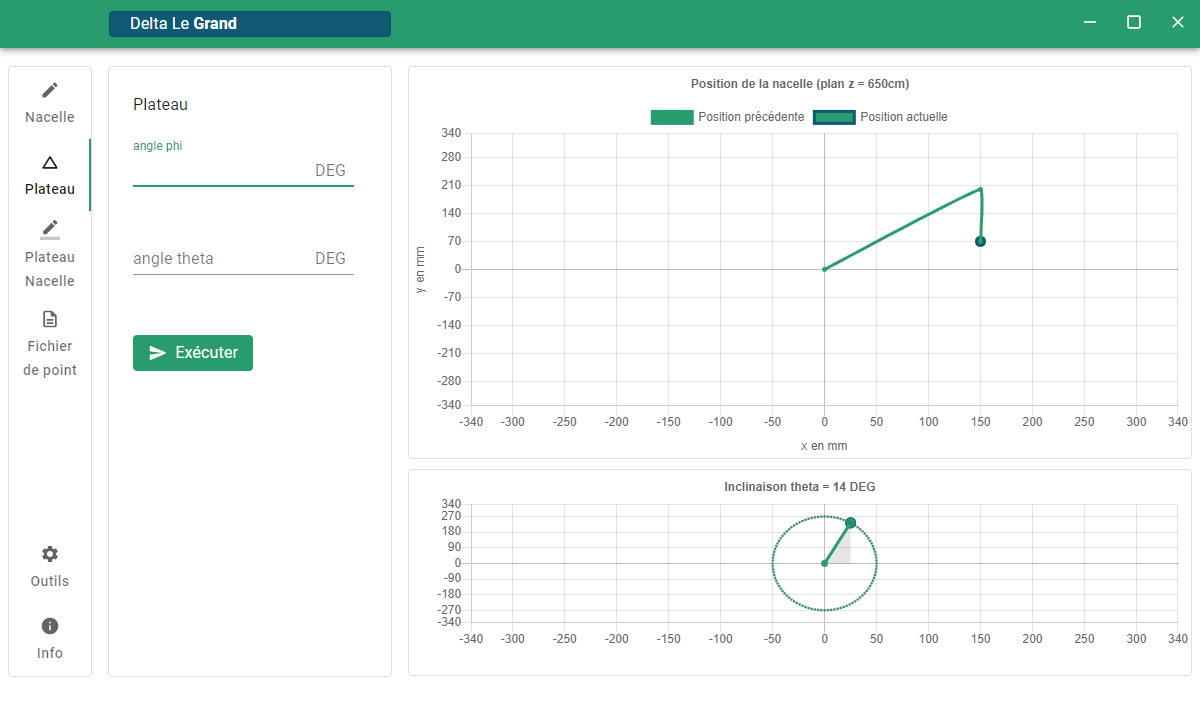 Delta Le Grand
Nacelle
Plateau
Plateau
Nacelle
Fichier
de point
Outils
Info
Plateau
angle phi
DEG
angle theta DEG
Exécuter
Position de la nacelle (plan z = 650cm)
Position précédente Position actuelle
y en mm
340
280
210
140
70
0
-70
-140
-210
-280
-340
-340 -300 -250 -200 -150 -100 -50 0 50 100 150 200 250 300 340
x en mm
Inclinaison theta = 14 DEG
340
270
180
90
0
-90
-180
-270
-340
-340 -300 -250 -200 -150 -100 -50 0 50 100 150 200 250 300 340